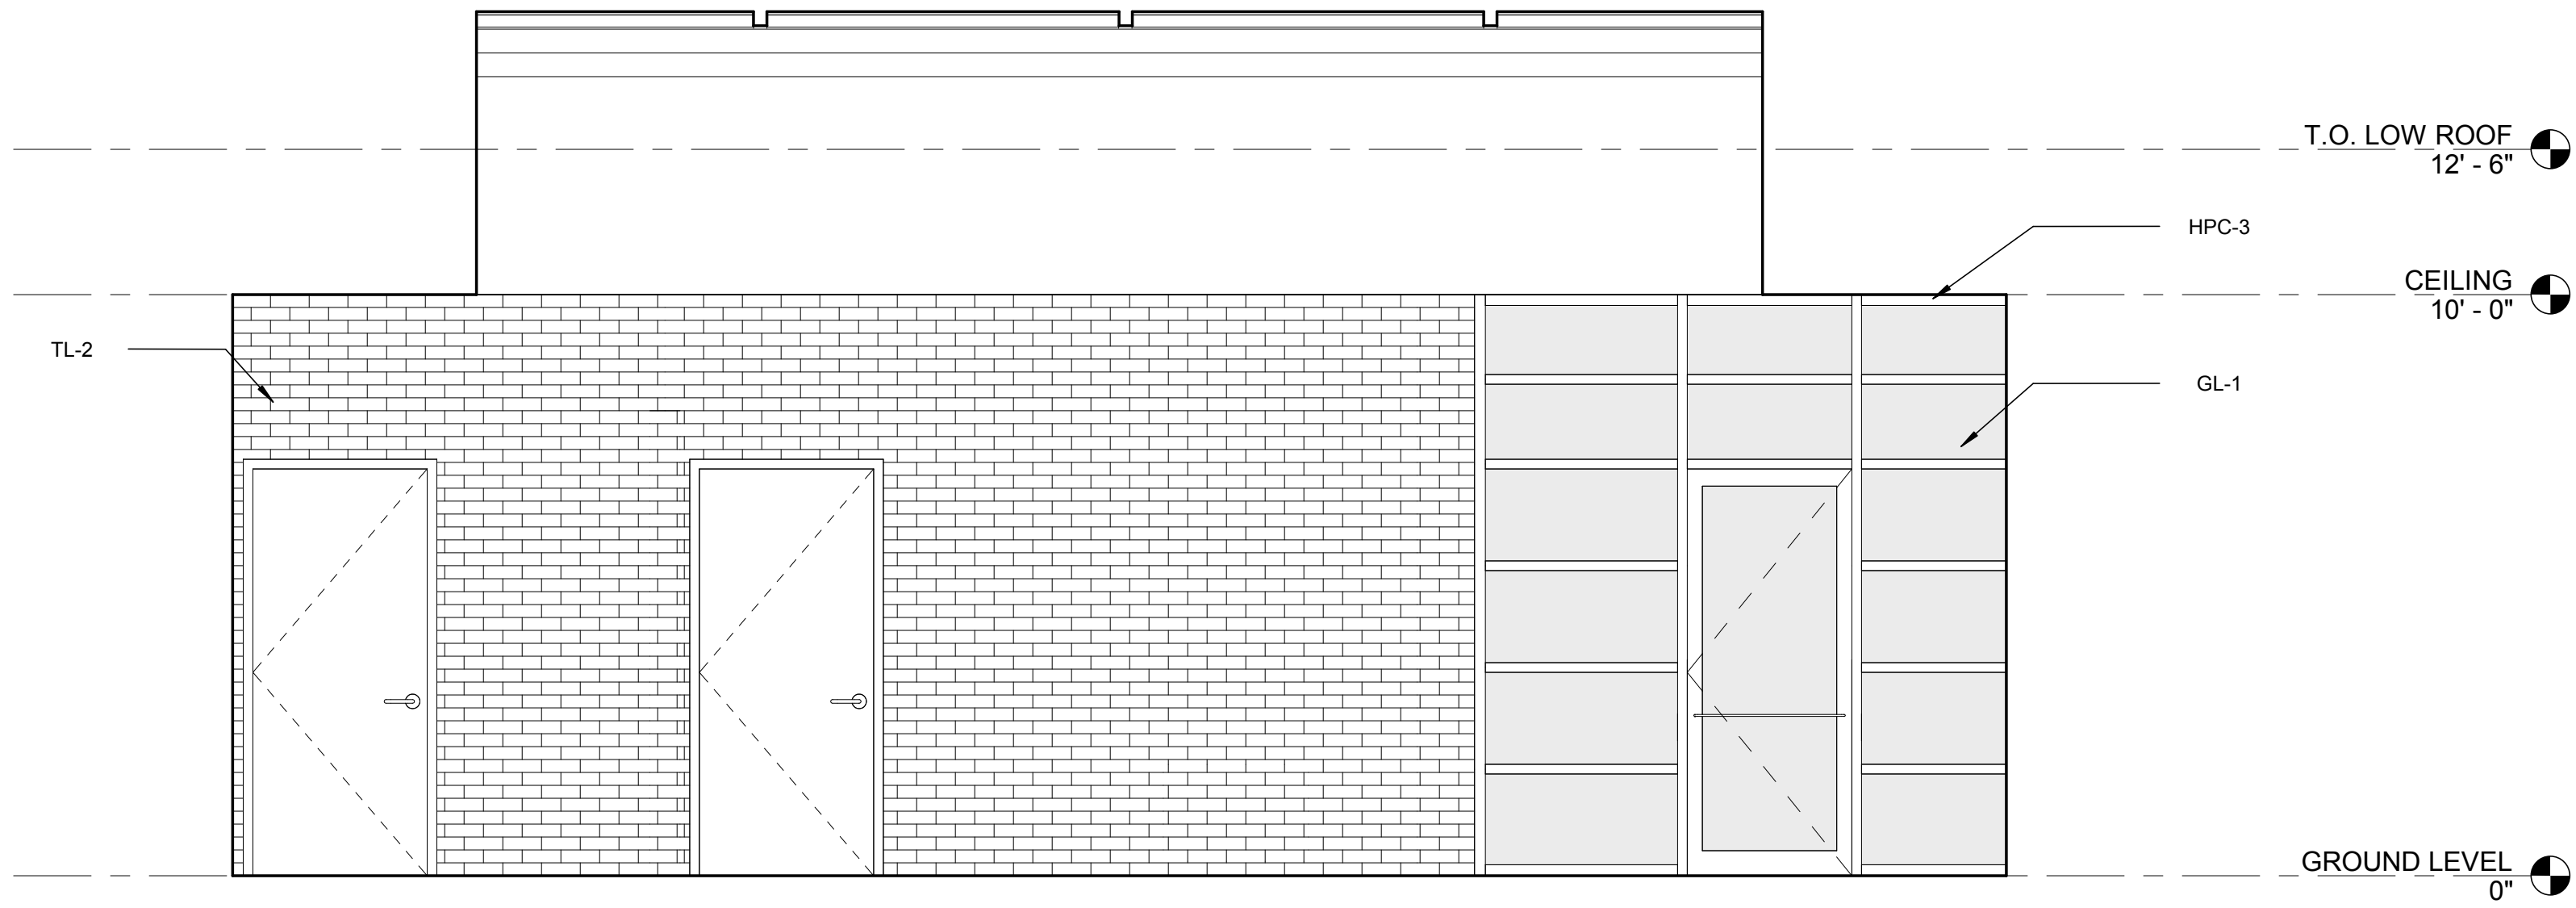 T.O. LOW ROOF
12' - 6"
HPC-3
CEILING
10' - 0"
TL-2
GL-1
GROUND LEVEL
0"